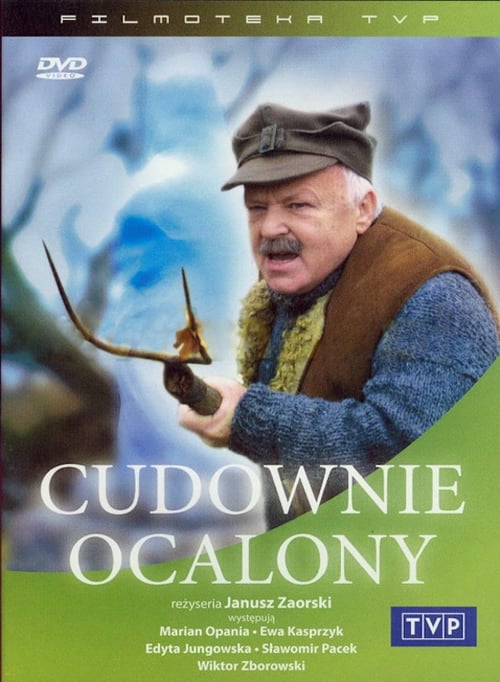 FILMOTEKA TVP
DVD
VIDEO
CUDOWNIE
OCALONY
reżyseria Janusz Zaorski
występują
Marian Opania • Ewa Kasprzyk
Edyta Jungowska • Sławomir Pacek
Wiktor Zborowski
TVP